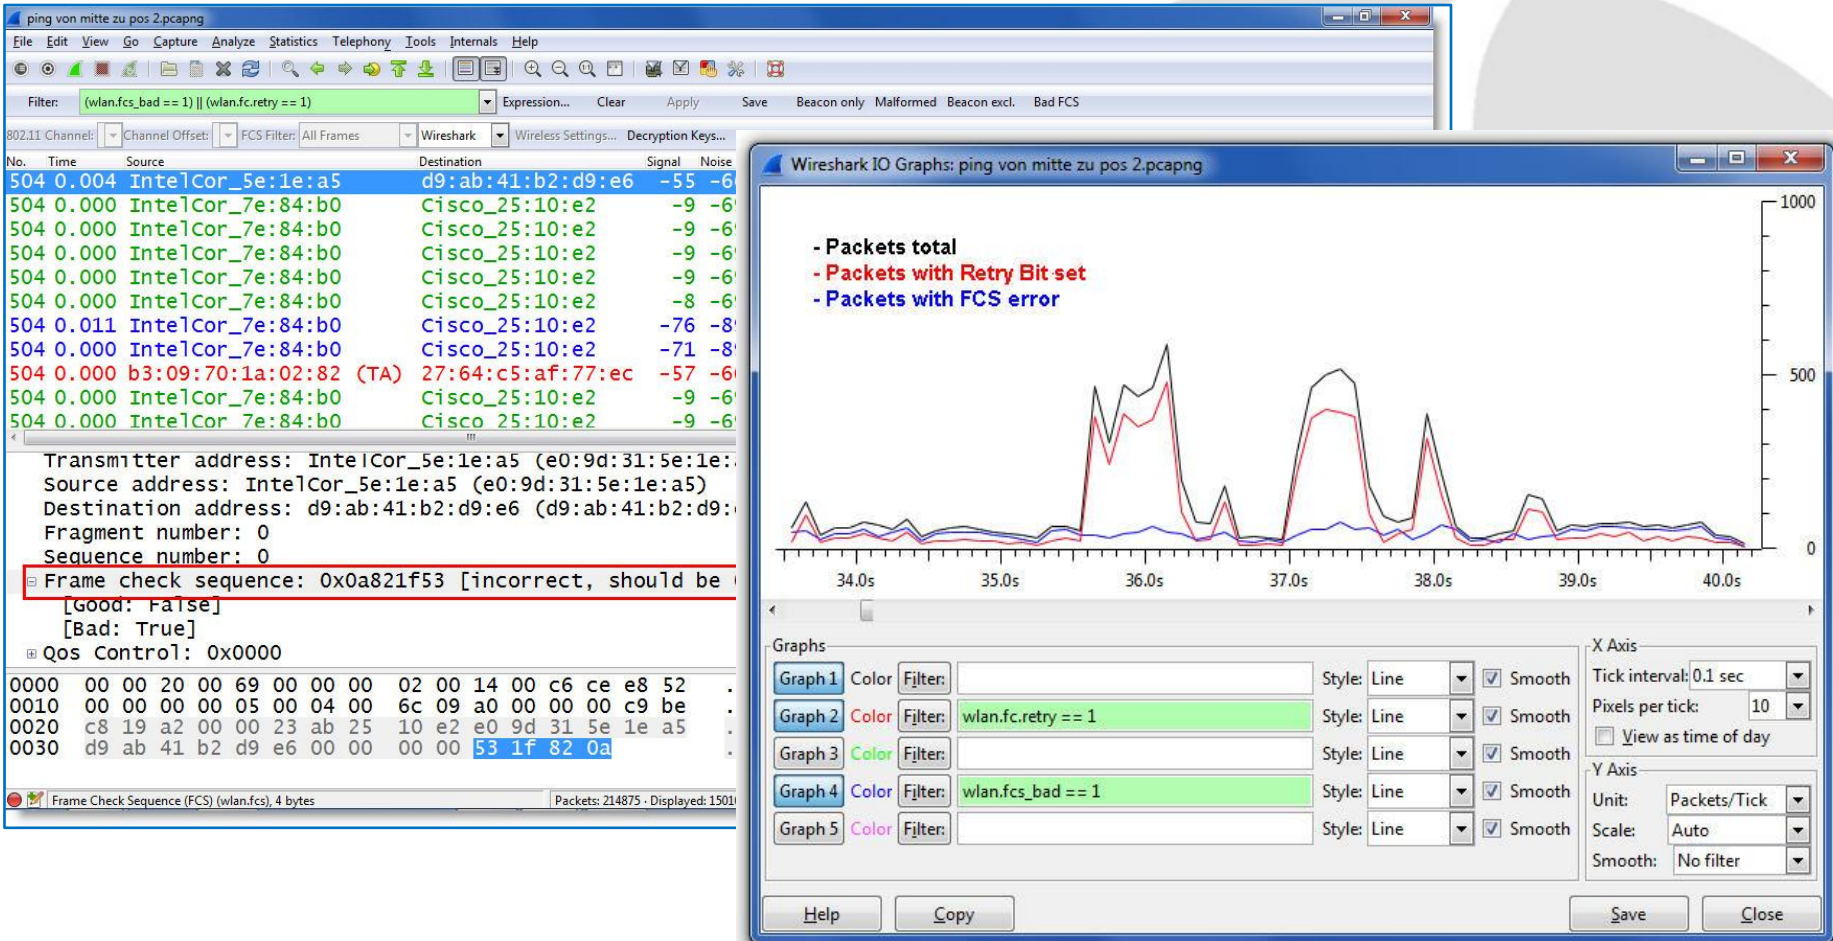 ping von mitte zu pos 2.pcapng
File Edit View Go Capture Analyze Statistics Telephony Tools Internals Help
Filter: (wlan.fcs_bad == 1) || (wlan.fc.retry == 1) Expression... Clear Apply Save Beacon only Malformed Beacon excl. Bad FCS
802.11 Channel: Channel Offset: FCS Filter: All Frames Wireshark Wireless Settings... Decryption Keys...
No. Time Source Destination Signal Noise
504 0.004 IntelCor_5e:1e:a5 d9:ab:41:b2:d9:e6 -55 -6
504 0.000 IntelCor_7e:84:b0 Cisco_25:10:e2 -9 -6
504 0.000 IntelCor_7e:84:b0 Cisco_25:10:e2 -9 -6
504 0.000 IntelCor_7e:84:b0 Cisco_25:10:e2 -9 -6
504 0.000 IntelCor_7e:84:b0 Cisco_25:10:e2 -9 -6
504 0.000 IntelCor_7e:84:b0 Cisco_25:10:e2 -8 -6
504 0.011 IntelCor_7e:84:b0 Cisco_25:10:e2 -76 -8
504 0.000 IntelCor_7e:84:b0 Cisco_25:10:e2 -71 -8
504 0.000 b3:09:70:1a:02:82 (TA) 27:64:c5:af:77:ec -57 -6
504 0.000 IntelCor_7e:84:b0 Cisco_25:10:e2 -9 -6
504 0.000 IntelCor_7e:84:b0 Cisco_25:10:e2 -9 -6
Transmitter address: IntelCor_5e:1e:a5 (e0:9d:31:5e:1e:
Source address: IntelCor_5e:1e:a5 (e0:9d:31:5e:1e:a5)
Destination address: d9:ab:41:b2:d9:e6 (d9:ab:41:b2:d9:
Fragment number: 0
Sequence number: 0
Frame check sequence: 0x0a821f53 [incorrect, should be
[Good: False]
[Bad: True]
Qos Control: 0x0000
0000 00 00 20 00 69 00 00 00 02 00 14 00 c6 ce e8 52 .
0010 00 00 00 00 05 00 04 00 6c 09 a0 00 00 00 c9 be .
0020 c8 19 a2 00 00 23 ab 25 10 e2 e0 9d 31 5e 1e a5 .
0030 d9 ab 41 b2 d9 e6 00 00 00 00 53 1f 82 0a .
Frame Check Sequence (FCS) (wlan.fcs), 4 bytes Packets: 214875 · Displayed: 1501
Wireshark IO Graphs: ping von mitte zu pos 2.pcapng
- Packets total
- Packets with Retry Bit set
- Packets with FCS error
1000
500
0
34.0s 35.0s 36.0s 37.0s 38.0s 39.0s 40.0s
Graphs
Graph 1 Color Filter: Style: Line Smooth
Graph 2 Color Filter: wlan.fc.retry == 1 Style: Line Smooth
Graph 3 Color Filter: Style: Line Smooth
Graph 4 Color Filter: wlan.fcs_bad == 1 Style: Line Smooth
Graph 5 Color Filter: Style: Line Smooth
X Axis
Tick interval: 0.1 sec
Pixels per tick: 10
View as time of day
Y Axis
Unit: Packets/Tick
Scale: Auto
Smooth: No filter
Help Copy Save Close